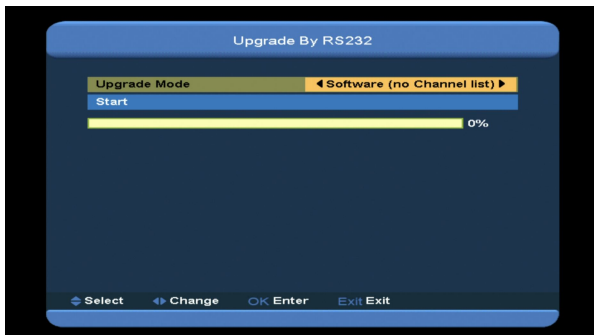 Upgrade By RS232
Upgrade Mode Software (no Channel list)
Start
0%
Select Change OK Enter Exit Exit